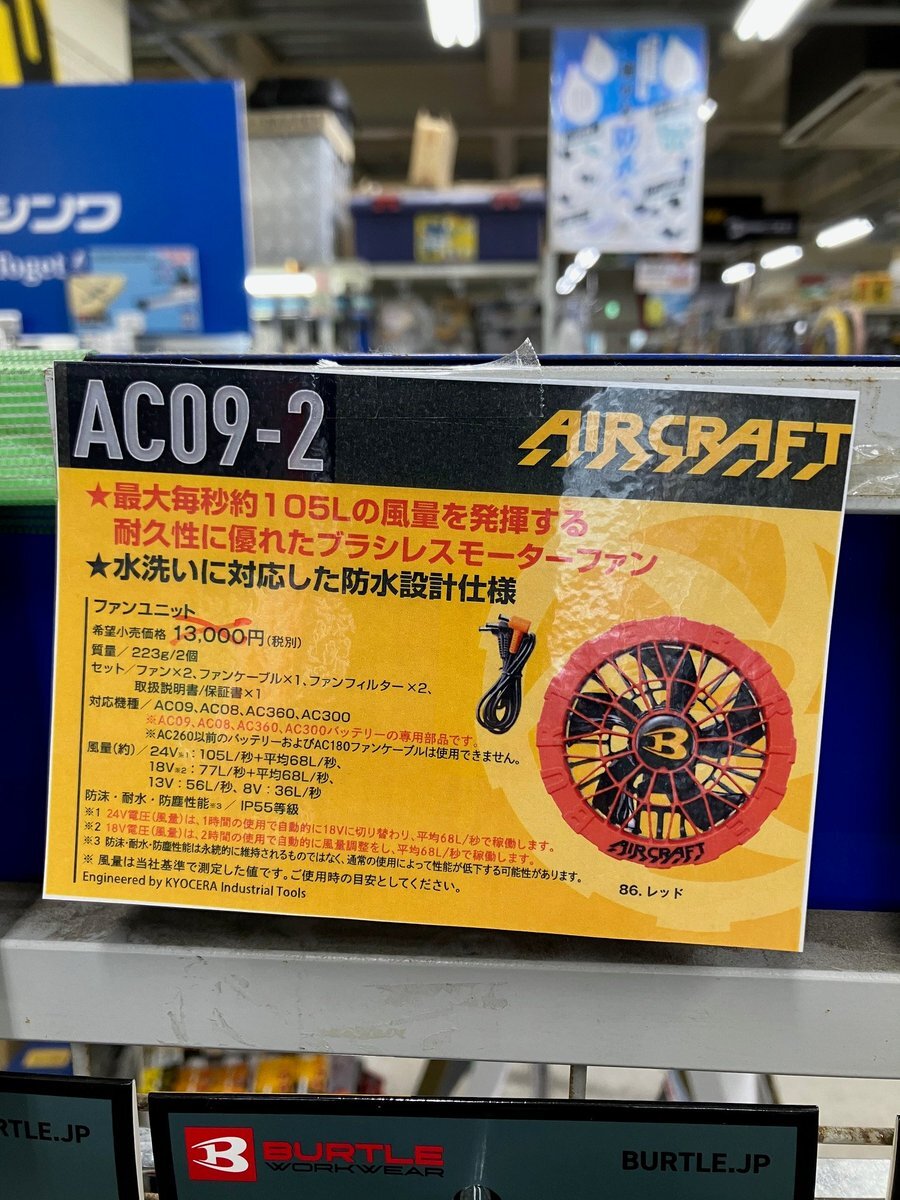 シンワ
AC09-2
AIRCRAFT
★最大毎秒約105Lの風量を発揮する
耐久性に優れたブラシレスモーターファン
★水洗いに対応した防水設計仕様
ファンユニット
希望小売価格 13,000円(税別)
質量／223g/2個
セット／ファン×2、ファンケーブル×1、ファンフィルター×2、
取扱説明書/保証書×1
対応機種／AC09、AC08、AC360、AC300
※AC09、AC08、AC360、AC300バッテリーの専用部品です。
※AC260以前のバッテリーおよびAC180ファンケーブルは使用できません。
風量(約)／24V※1：105L/秒+平均68L/秒、
18V※2：77L/秒+平均68L/秒、
13V：56L/秒、8V：36L/秒
防沫・耐水・防塵性能※3／IP55等級
※1 24V電圧(風量)は、1時間の使用で自動的に18Vに切り替わり、平均68L/秒で稼働します。
※2 18V電圧(風量)は、2時間の使用で自動的に風量調整をし、平均68L/秒で稼働します。
※3 防沫・耐水・防塵性能は永続的に維持されるものではなく、通常の使用によって性能が低下する可能性があります。
※ 風量は当社基準で測定した値です。ご使用時の目安としてください。
Engineered by KYOCERA Industrial Tools
B
AIRCRAFT
86. レッド
RTLE.JP
B BURTLE
WORKWEAR
BURTLE.JP